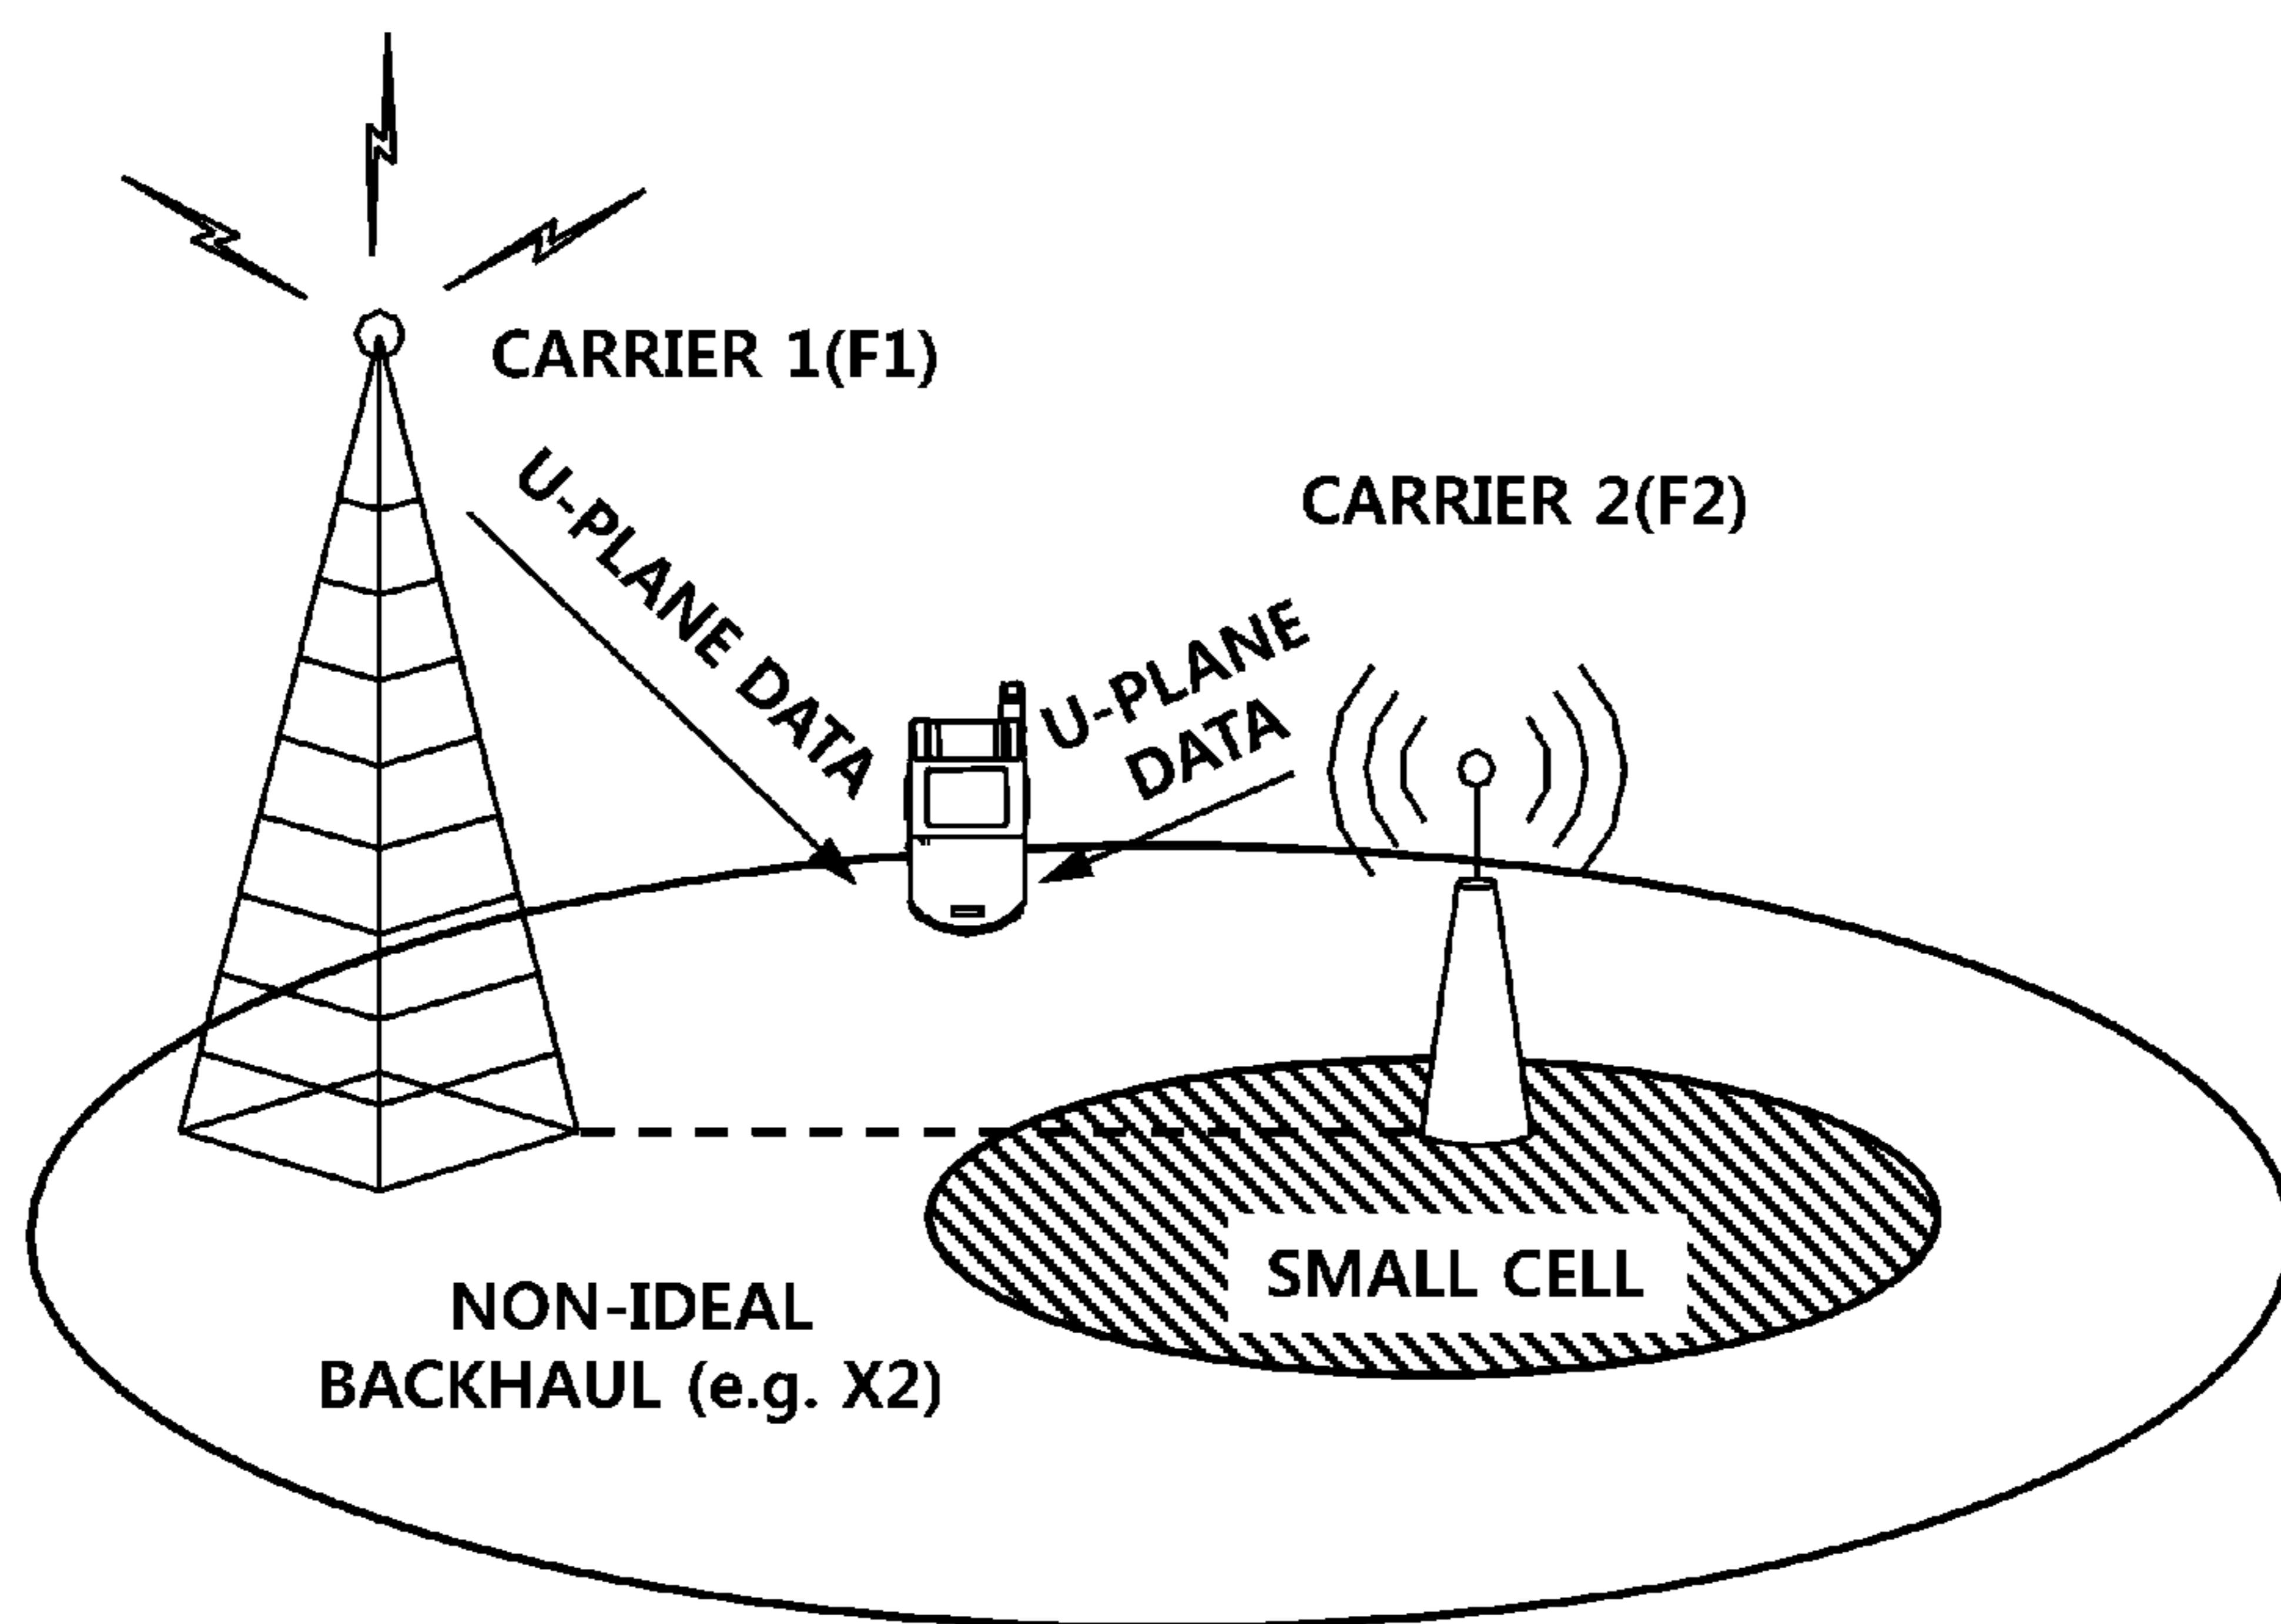 CARRIER 1(F1)
U-PLANE DATA
CARRIER 2(F2)
U-PLANE
DATA
SMALL CELL
NON-IDEAL
BACKHAUL (e.g. X2)